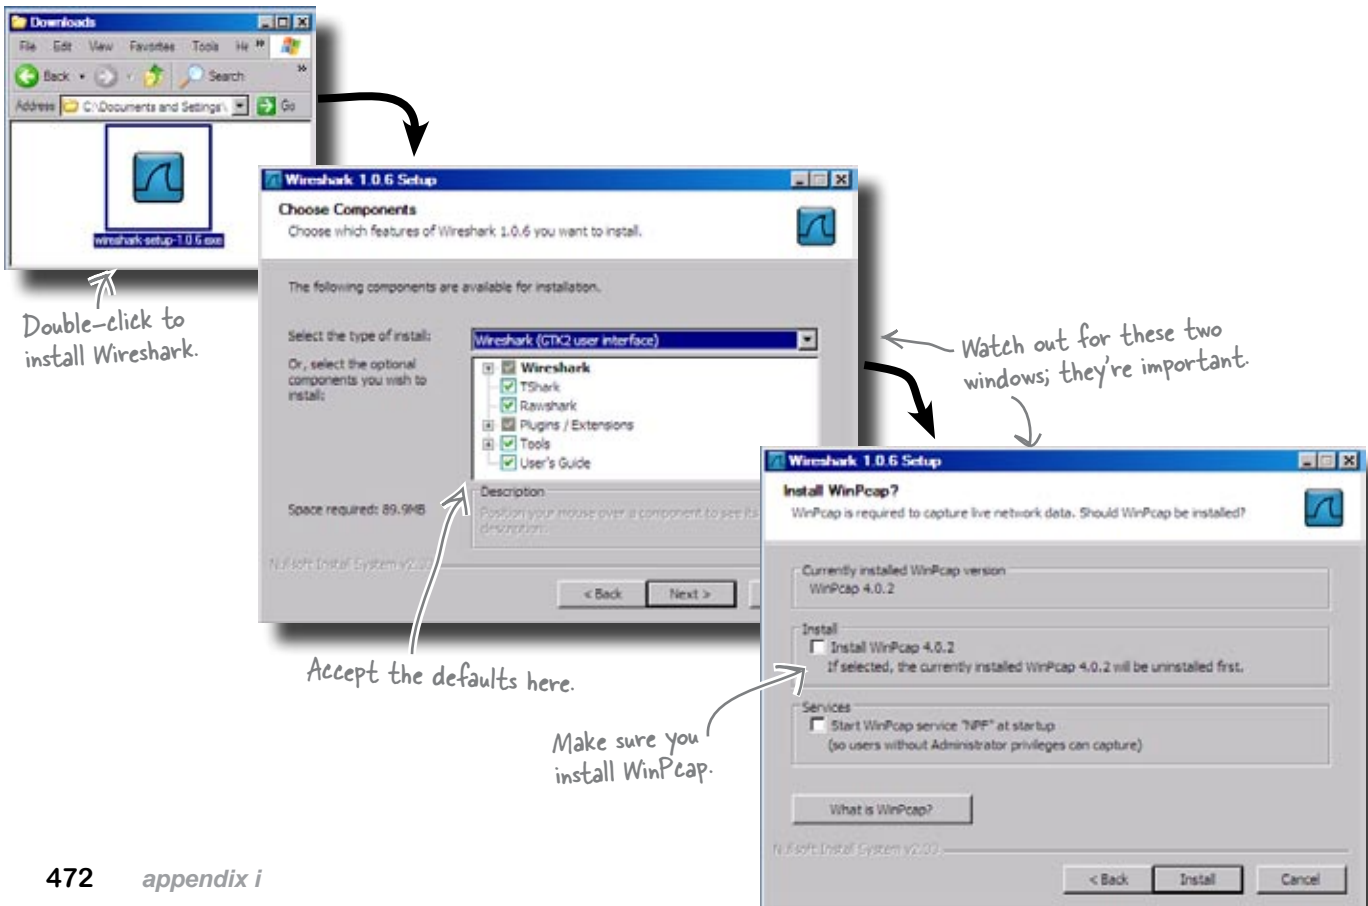 Downloads
File Edit View Favorites Tools He »
Back Search »
Address C:\Documents and Settings\ Go
wireshark-setup-1.0.6.exe
Double-click to
install Wireshark.
Wireshark 1.0.6 Setup
Choose Components
Choose which features of Wireshark 1.0.6 you want to install.
The following components are available for installation.
Select the type of install:
Wireshark (GTK2 user interface)
Or, select the optional
components you wish to
install:
Wireshark
TShark
Rawshark
Plugins / Extensions
Tools
User's Guide
Space required: 89.9MB
Description
Position your mouse over a component to see its
description.
Nullsoft Install System
< Back Next >
Accept the defaults here.
Watch out for these two
windows; they're important.
Wireshark 1.0.6 Setup
Install WinPcap?
WinPcap is required to capture live network data. Should WinPcap be installed?
Currently installed WinPcap version
WinPcap 4.0.2
Install
Install WinPcap 4.0.2
If selected, the currently installed WinPcap 4.0.2 will be uninstalled first.
Services
Start WinPcap service "NPF" at startup
(so users without Administrator privileges can capture)
What is WinPcap?
Nullsoft Install System
< Back Install Cancel
Make sure you
install WinPcap.
472 appendix i